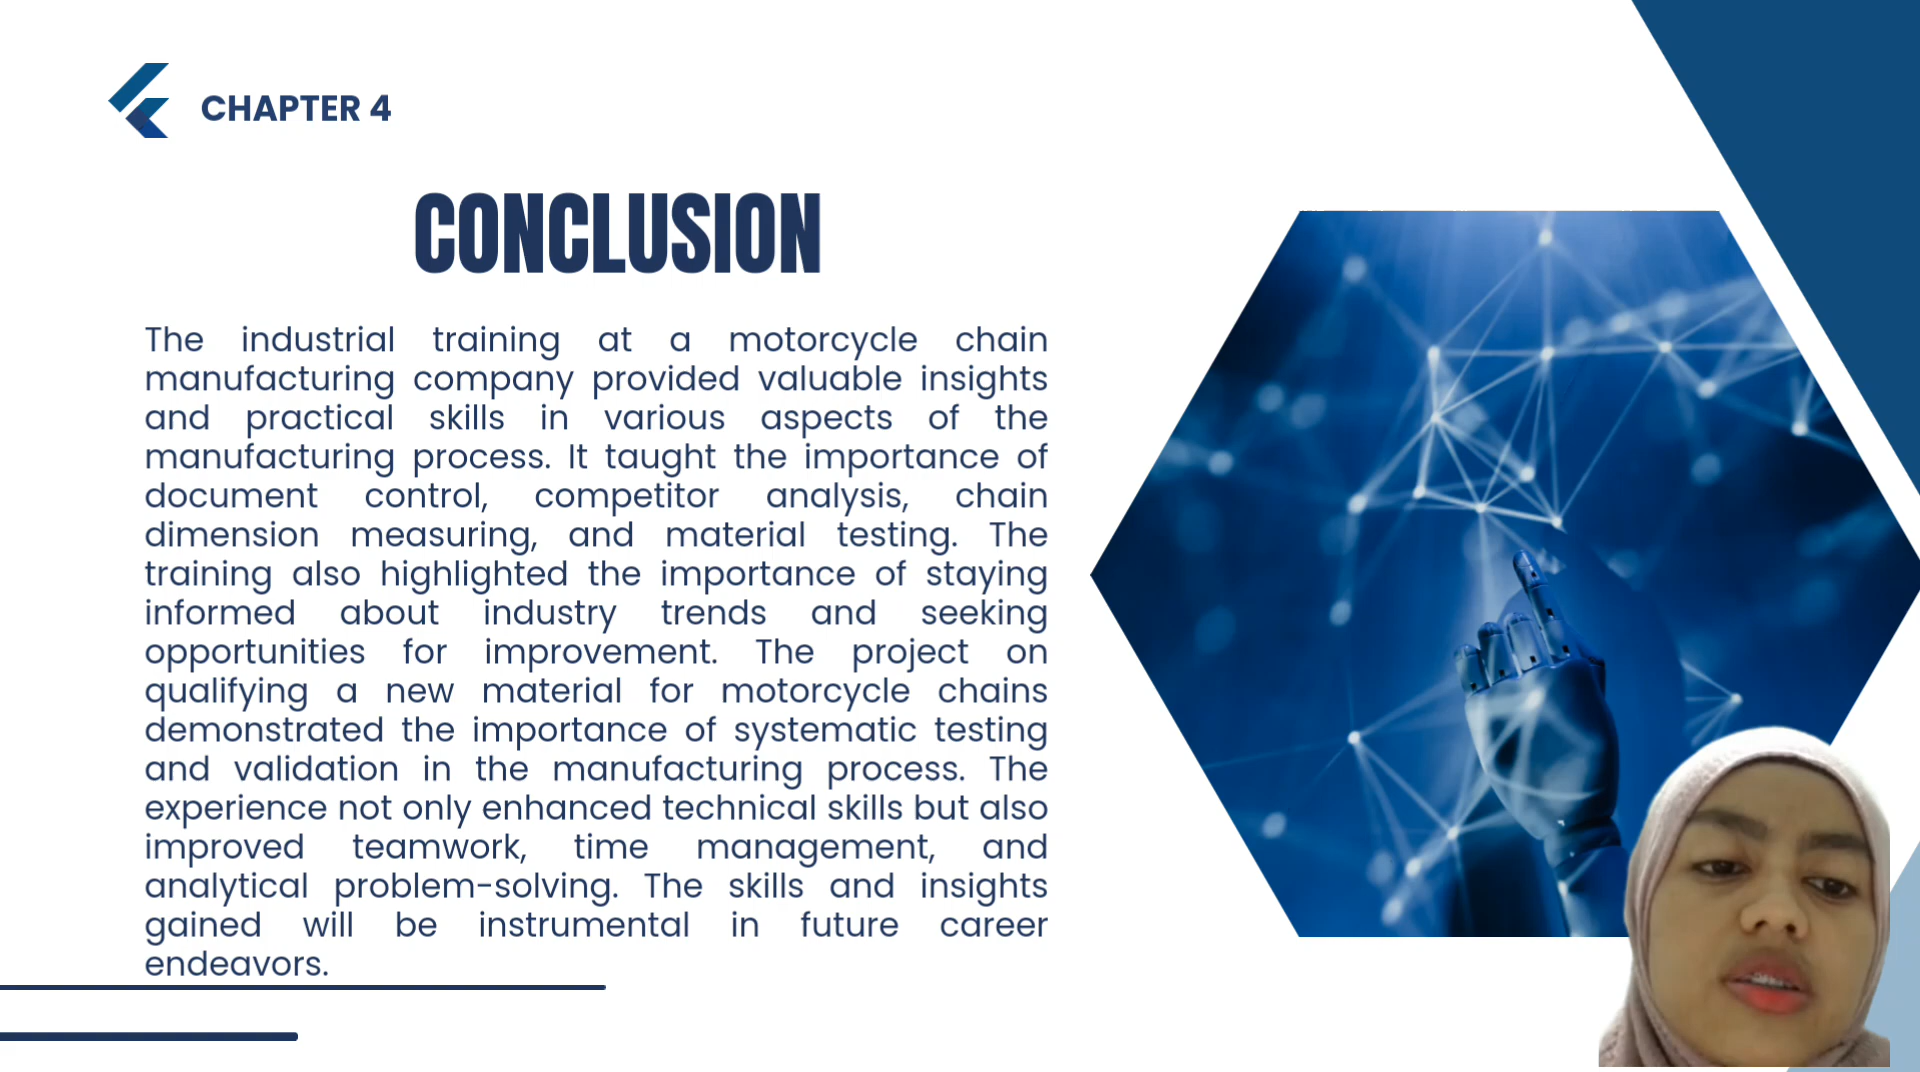 CHAPTER 4
CONCLUSION
The industrial training at a motorcycle chain
manufacturing company provided valuable insights
and practical skills in various aspects of the
manufacturing process. It taught the importance of
document control, competitor analysis, chain
dimension measuring, and material testing. The
training also highlighted the importance of staying
informed about industry trends and seeking
opportunities for improvement. The project on
qualifying a new material for motorcycle chains
demonstrated the importance of systematic testing
and validation in the manufacturing process. The
experience not only enhanced technical skills but also
improved teamwork, time management, and
analytical problem-solving. The skills and insights
gained will be instrumental in future career
endeavors.